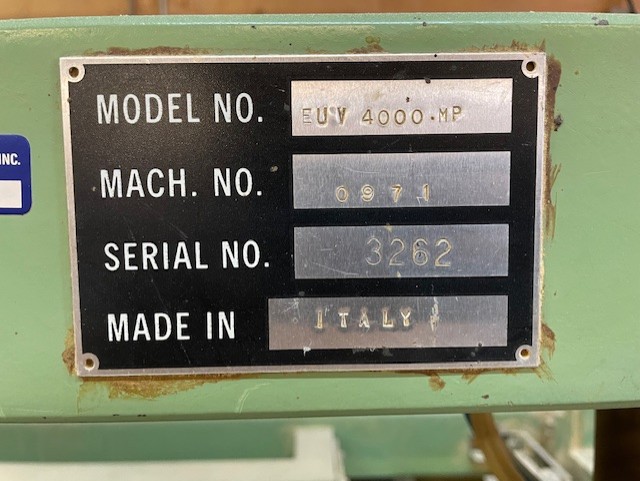 INC.
MODEL NO. EUV 4000·MP
MACH. NO. 0971
SERIAL NO. 3262
MADE IN ITALY